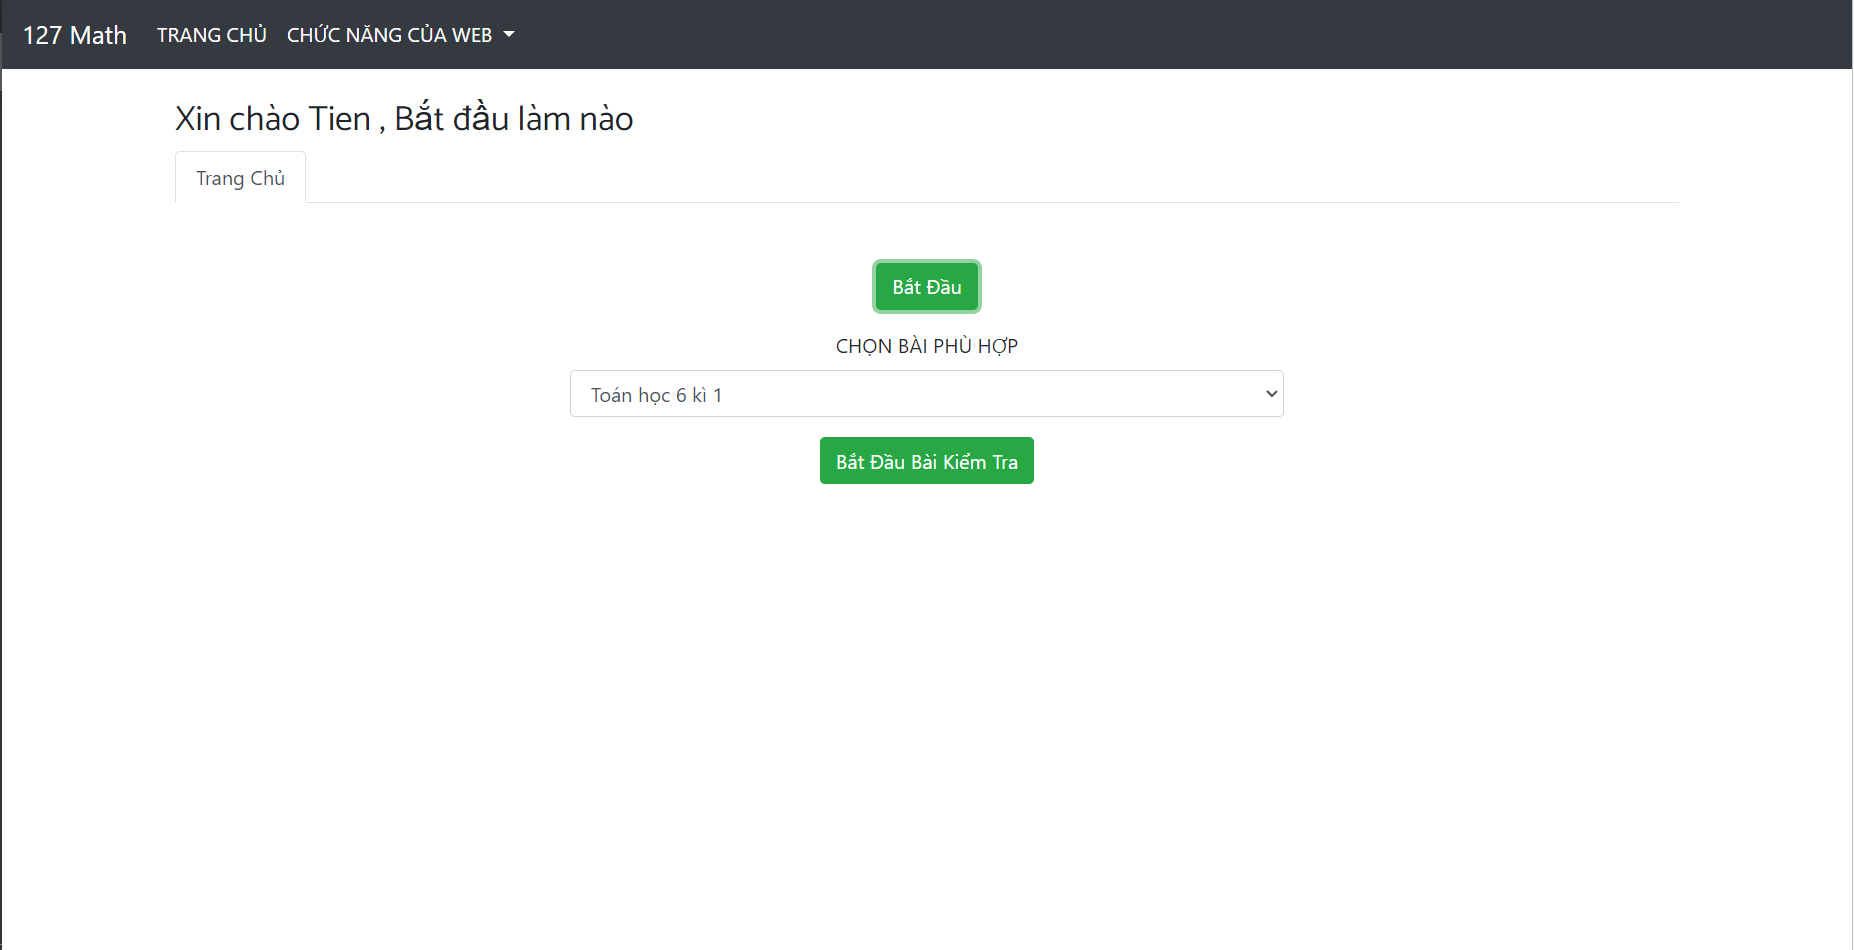 127 Math TRANG CHỦ CHỨC NĂNG CỦA WEB
Xin chào Tien , Bắt đầu làm nào
Trang Chủ
Bắt Đầu
CHỌN BÀI PHÙ HỢP
Toán học 6 kì 1
Bắt Đầu Bài Kiểm Tra